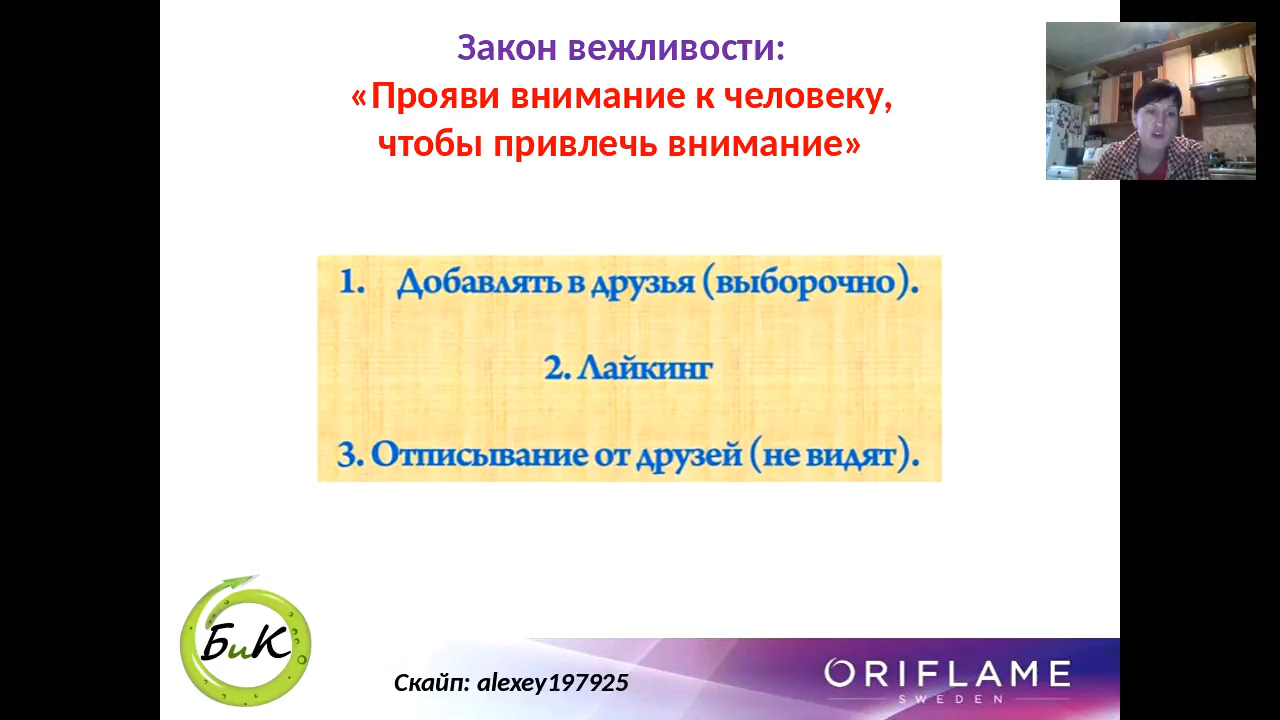 Закон вежливости:
«Прояви внимание к человеку,
чтобы привлечь внимание»
1. Добавлять в друзья (выборочно).
2. Лайкинг
3. Отписывание от друзей (не видят).
БиК
Скайп: alexey197925
ORIFLAME
SWEDEN